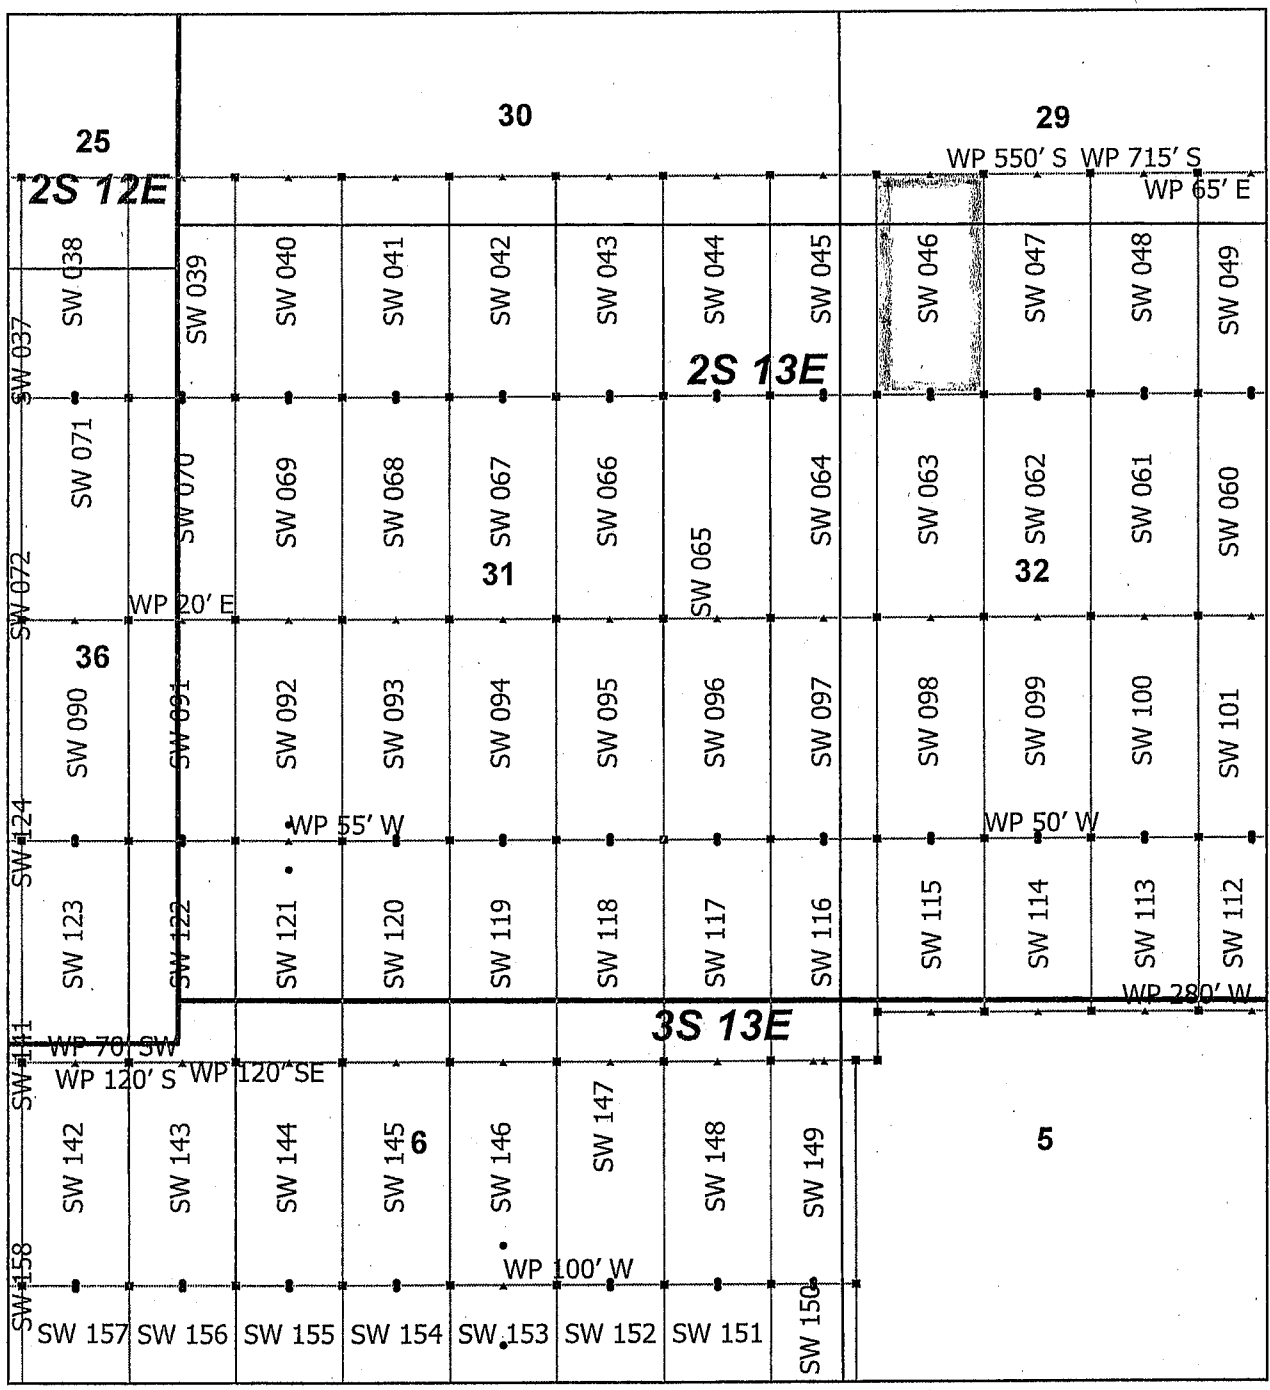 30
29
25
WP 550' S WP 715' S
2S 12E
WP 65' E
SW 037
SW 038
SW 039
SW 040
SW 041
SW 042
SW 043
SW 044
SW 045
SW 046
SW 047
SW 048
SW 049
2S 13E
SW 072
SW 071
SW 070
SW 069
SW 068
SW 067
SW 066
SW 065
SW 064
SW 063
SW 062
SW 061
SW 060
31
32
WP 20' E
36
SW 090
SW 091
SW 092
SW 093
SW 094
SW 095
SW 096
SW 097
SW 098
SW 099
SW 100
SW 101
WP 55' W
WP 50' W
SW 124
SW 123
SW 122
SW 121
SW 120
SW 119
SW 118
SW 117
SW 116
SW 115
SW 114
SW 113
SW 112
WP 280' W
3S 13E
WP 70' SW
WP 120' S
WP 120' SE
SW 141
SW 142
SW 143
SW 144
SW 145
6
SW 146
SW 147
SW 148
SW 149
5
WP 100' W
SW 158
SW 157
SW 156
SW 155
SW 154
SW 153
SW 152
SW 151
SW 150